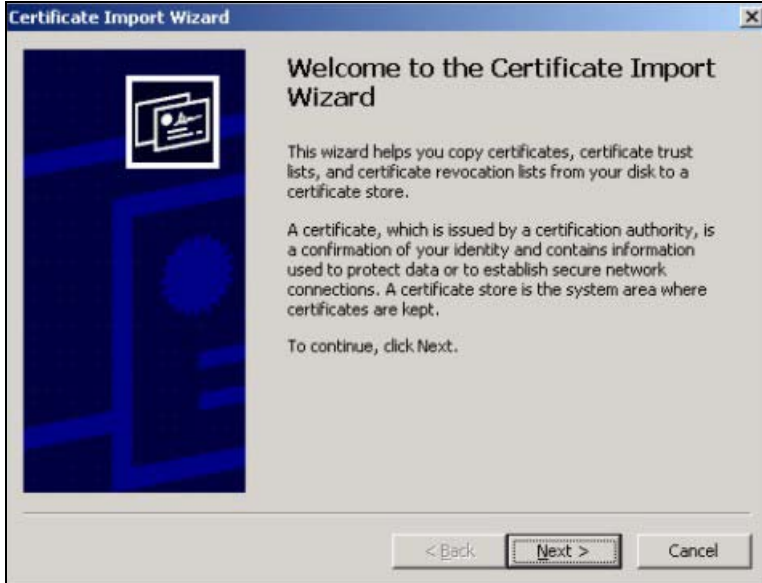 Certificate Import Wizard
Welcome to the Certificate Import
Wizard
This wizard helps you copy certificates, certificate trust
lists, and certificate revocation lists from your disk to a
certificate store.
A certificate, which is issued by a certification authority, is
a confirmation of your identity and contains information
used to protect data or to establish secure network
connections. A certificate store is the system area where
certificates are kept.
To continue, click Next.
< Back Next > Cancel